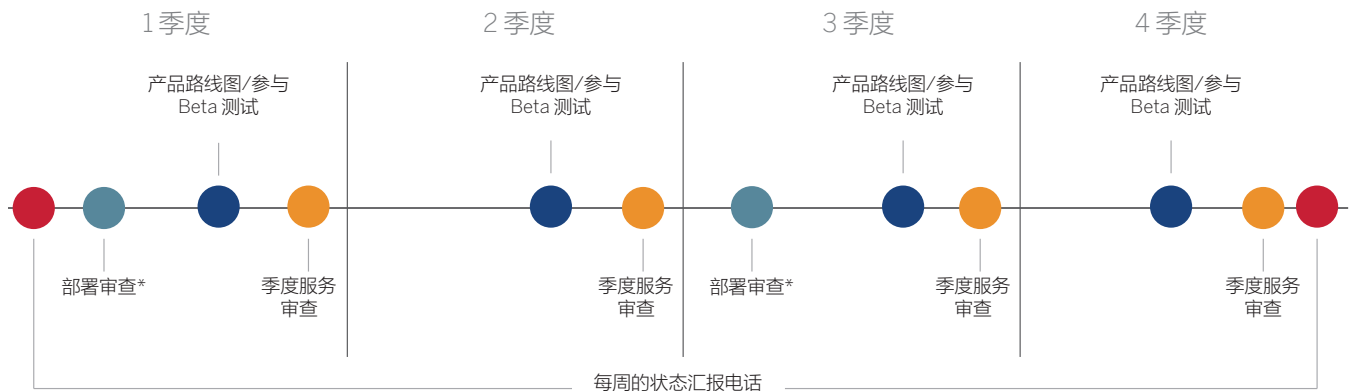 1 季度
2 季度
3 季度
4 季度
产品路线图/参与
Beta 测试
产品路线图/参与
Beta 测试
产品路线图/参与
Beta 测试
产品路线图/参与
Beta 测试
部署审查*
季度服务
审查
季度服务
审查
部署审查*
季度服务
审查
季度服务
审查
每周的状态汇报电话